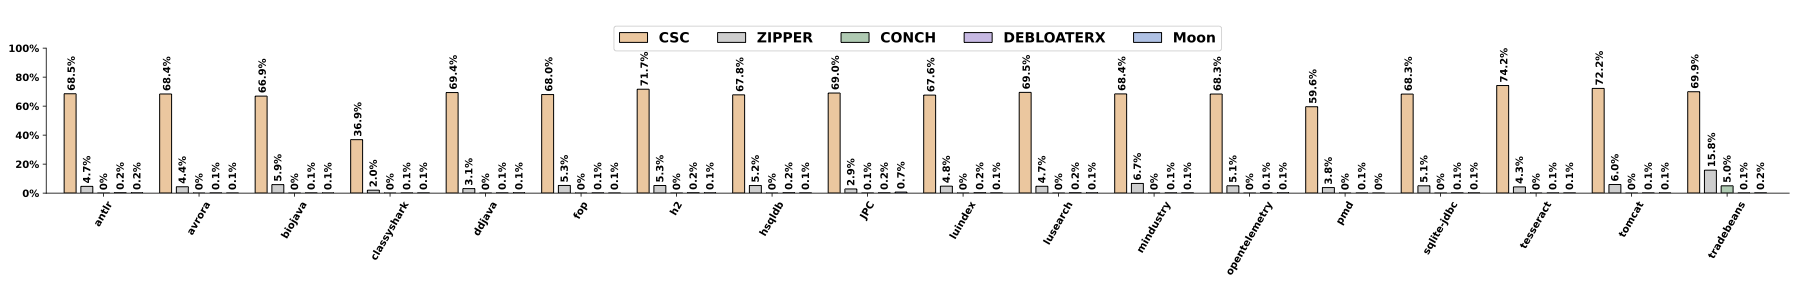 CSC ZIPPER CONCH DEBLOATERX Moon
100%
80%
60%
40%
20%
0%
68.5% 4.7% 0% 0.2% 0.2%
68.4% 4.4% 0% 0.1% 0.1%
66.9% 5.9% 0% 0.1% 0.1%
36.9% 2.0% 0% 0.1% 0.1%
69.4% 3.1% 0% 0.1% 0.1%
68.0% 5.3% 0% 0.1% 0.1%
71.7% 5.3% 0% 0.2% 0.1%
67.8% 5.2% 0% 0.2% 0.1%
69.0% 2.9% 0.1% 0.2% 0.7%
67.6% 4.8% 0% 0.2% 0.1%
69.5% 4.7% 0% 0.2% 0.1%
68.4% 6.7% 0% 0.1% 0.1%
68.3% 5.1% 0% 0.1% 0.1%
59.6% 3.8% 0% 0.1% 0%
68.3% 5.1% 0% 0.1% 0.1%
74.2% 4.3% 0% 0.1% 0.1%
72.2% 6.0% 0% 0.1% 0.1%
69.9% 15.8% 5.0% 0.1% 0.2%
antlr
avrora
biojava
classyshark
ddjava
fop
h2
hsqldb
JPC
luindex
lusearch
mindustry
opentelemetry
pmd
sqlite-jdbc
tesseract
tomcat
tradebeans